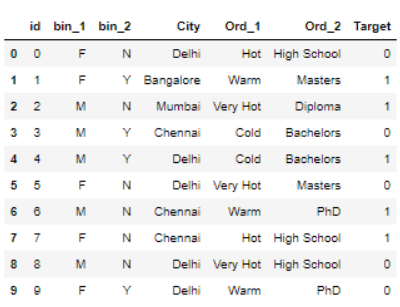 id bin_1 bin_2 City Ord_1 Ord_2 Target
0 0 F N Delhi Hot High School 0
1 1 F Y Bangalore Warm Masters 1
2 2 M N Mumbai Very Hot Diploma 1
3 3 M Y Chennai Cold Bachelors 0
4 4 M Y Delhi Cold Bachelors 1
5 5 F N Delhi Very Hot Masters 0
6 6 M N Chennai Warm PhD 1
7 7 F N Chennai Hot High School 1
8 8 M N Delhi Very Hot High School 0
9 9 F Y Delhi Warm PhD 0